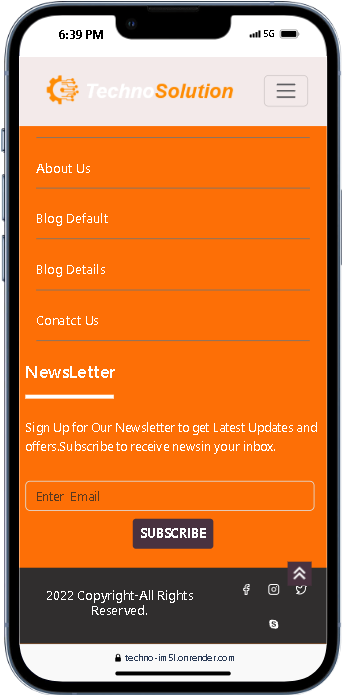 6:39 PM
5G
TechnoSolution
About Us
Blog Default
Blog Details
Conatct Us
NewsLetter
Sign Up for Our Newsletter to get Latest Updates and
offers.Subscribe to receive newsin your inbox.
Enter Email
SUBSCRIBE
2022 Copyright-All Rights
Reserved.
techno-im5l.onrender.com